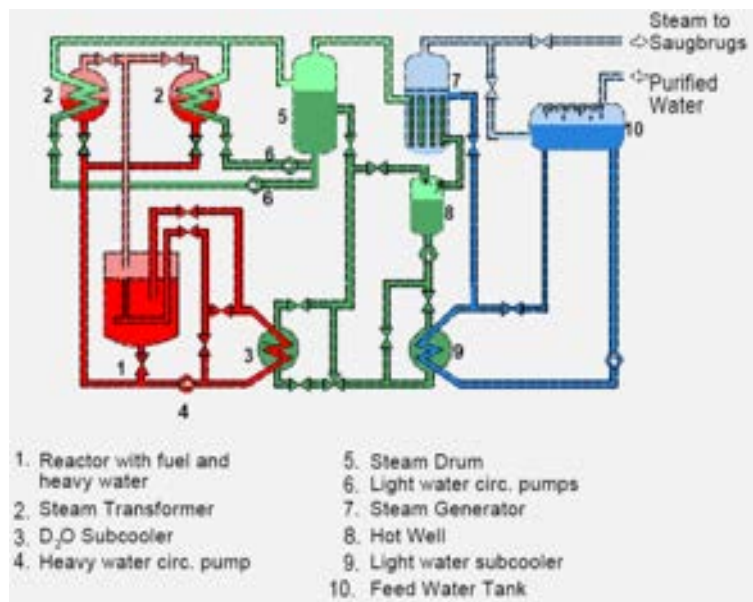 Steam to
⇦Saugbrugs
⇦Purified
Water
2
2
7
5
10
6
6
8
1
3
9
4
1. Reactor with fuel and
heavy water
2. Steam Transformer
3. D₂O Subcooler
4. Heavy water circ. pump
5. Steam Drum
6. Light water circ. pumps
7. Steam Generator
8. Hot Well
9. Light water subcooler
10. Feed Water Tank